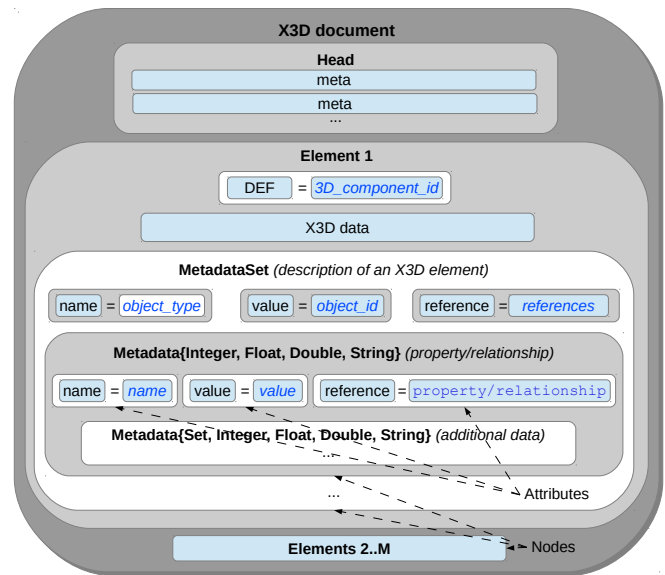 X3D document
Head
meta
meta
...
Element 1
DEF = 3D_component_id
X3D data
MetadataSet (description of an X3D element)
name = object_type value = object_id reference = references
Metadata{Integer, Float, Double, String} (property/relationship)
name = name value = value reference = property/relationship
Metadata{Set, Integer, Float, Double, String} (additional data)
...
... Attributes
Elements 2..M Nodes